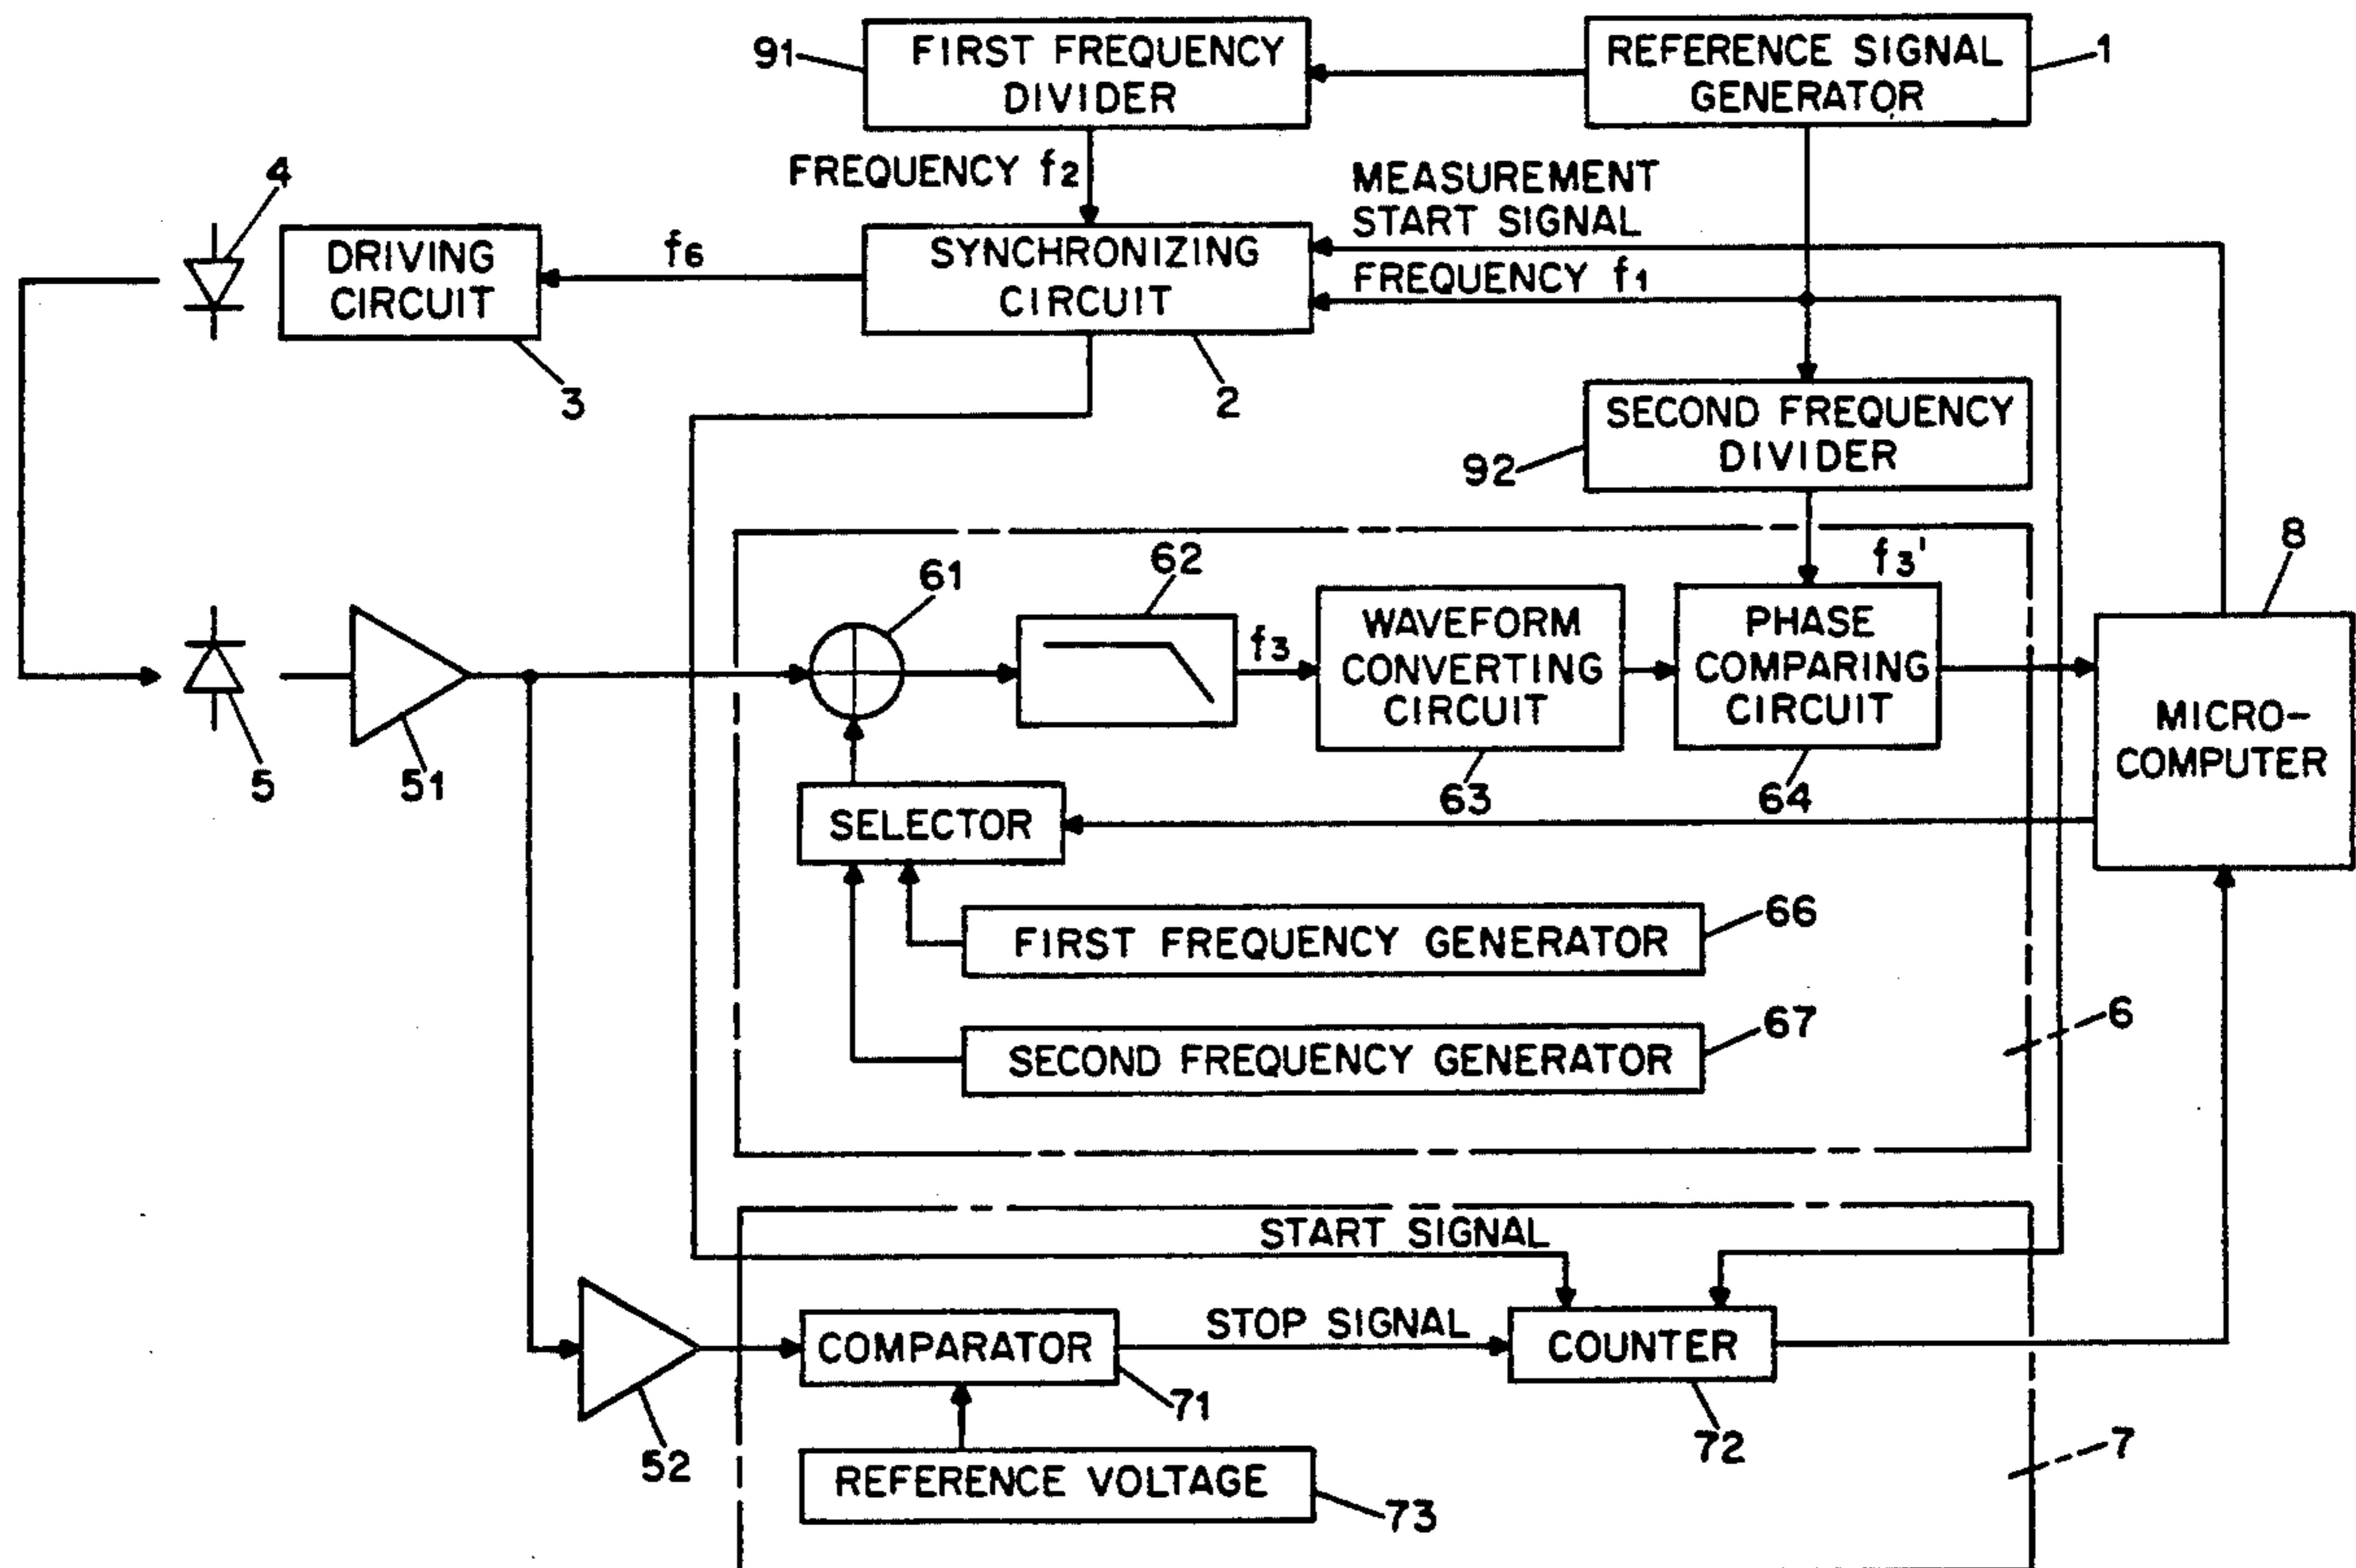 91
FIRST FREQUENCY
DIVIDER
REFERENCE SIGNAL
GENERATOR
1
FREQUENCY f2
MEASUREMENT
START SIGNAL
4
DRIVING
CIRCUIT
3
f6
SYNCHRONIZING
CIRCUIT
2
FREQUENCY f1
SECOND FREQUENCY
DIVIDER
92
f3'
8
61
62
f3
WAVEFORM
CONVERTING
CIRCUIT
63
PHASE
COMPARING
CIRCUIT
64
MICRO-
COMPUTER
5
51
SELECTOR
FIRST FREQUENCY GENERATOR
66
SECOND FREQUENCY GENERATOR
67
6
START SIGNAL
52
COMPARATOR
71
STOP SIGNAL
COUNTER
72
REFERENCE VOLTAGE
73
7